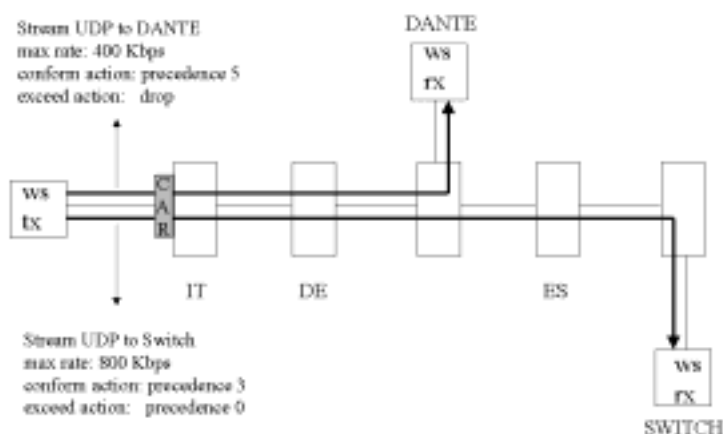 Stream UDP to DANTE
max rate: 400 Kbps
conform action: precedence 5
exceed action: drop
DANTE
ws
rx
ws
tx
C
A
R
IT
DE
ES
Stream UDP to Switch
max rate: 800 Kbps
conform action: precedence 3
exceed action: precedence 0
ws
rx
SWITCH